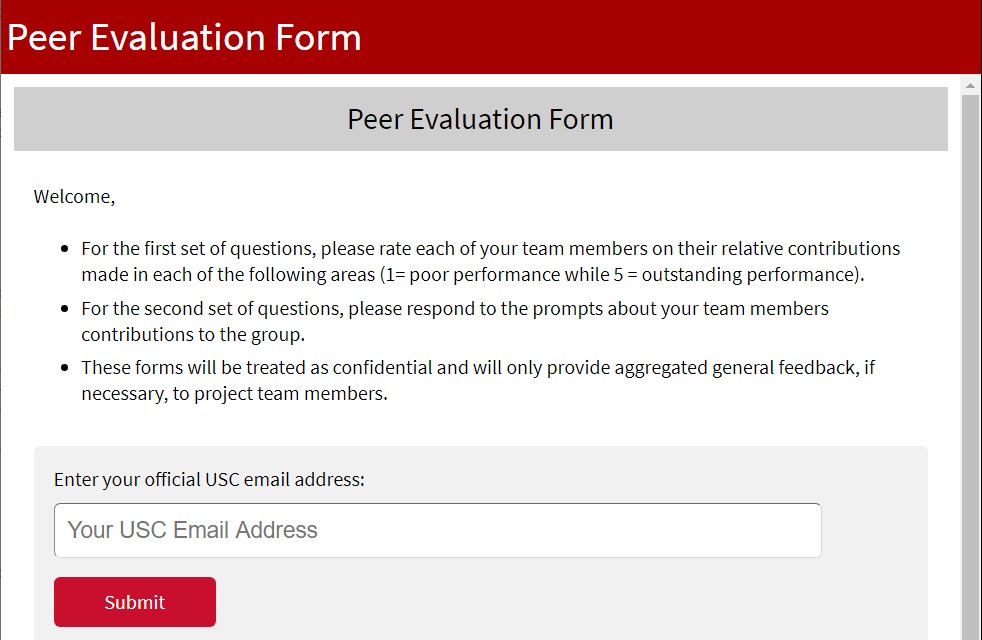 Peer Evaluation Form
Peer Evaluation Form
Welcome,
• For the first set of questions, please rate each of your team members on their relative contributions
made in each of the following areas (1= poor performance while 5 = outstanding performance).
• For the second set of questions, please respond to the prompts about your team members
contributions to the group.
• These forms will be treated as confidential and will only provide aggregated general feedback, if
necessary, to project team members.
Enter your official USC email address:
Your USC Email Address
Submit